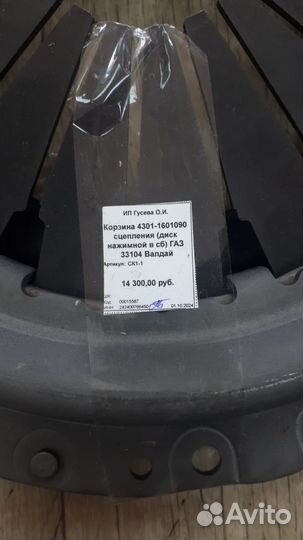 ИП Гусева О.И.
Корзина 4301-1601090
сцепления (диск
нажимной в сб) ГАЗ
33104 Валдай
Артикул: СК1-1
14 300,00 руб.
Код: 00015587
01.10.2024
Avito